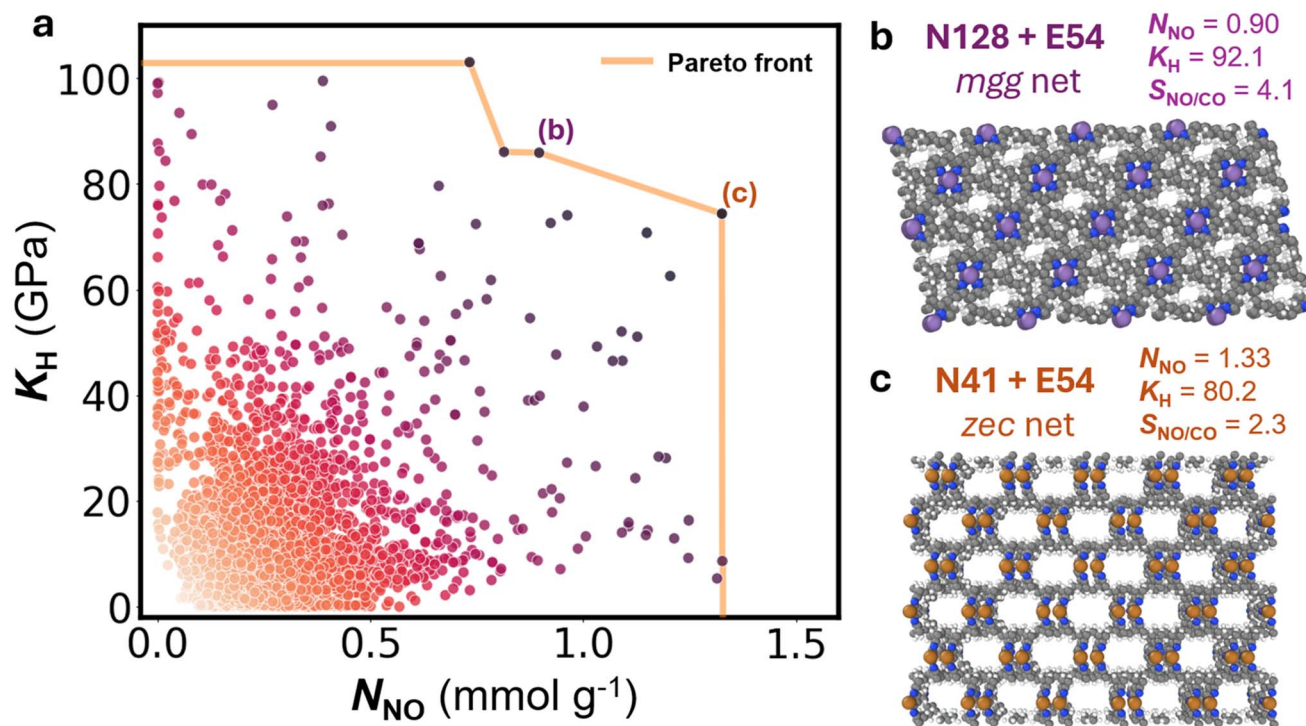 a
100
80
60
40
20
0
K_H (GPa)
0.0 0.5 1.0 1.5
N_NO (mmol g⁻¹)
Pareto front
(b)
(c)
b
N128 + E54
mgg net
N_NO = 0.90
K_H = 92.1
S_NO/CO = 4.1
c
N41 + E54
zec net
N_NO = 1.33
K_H = 80.2
S_NO/CO = 2.3